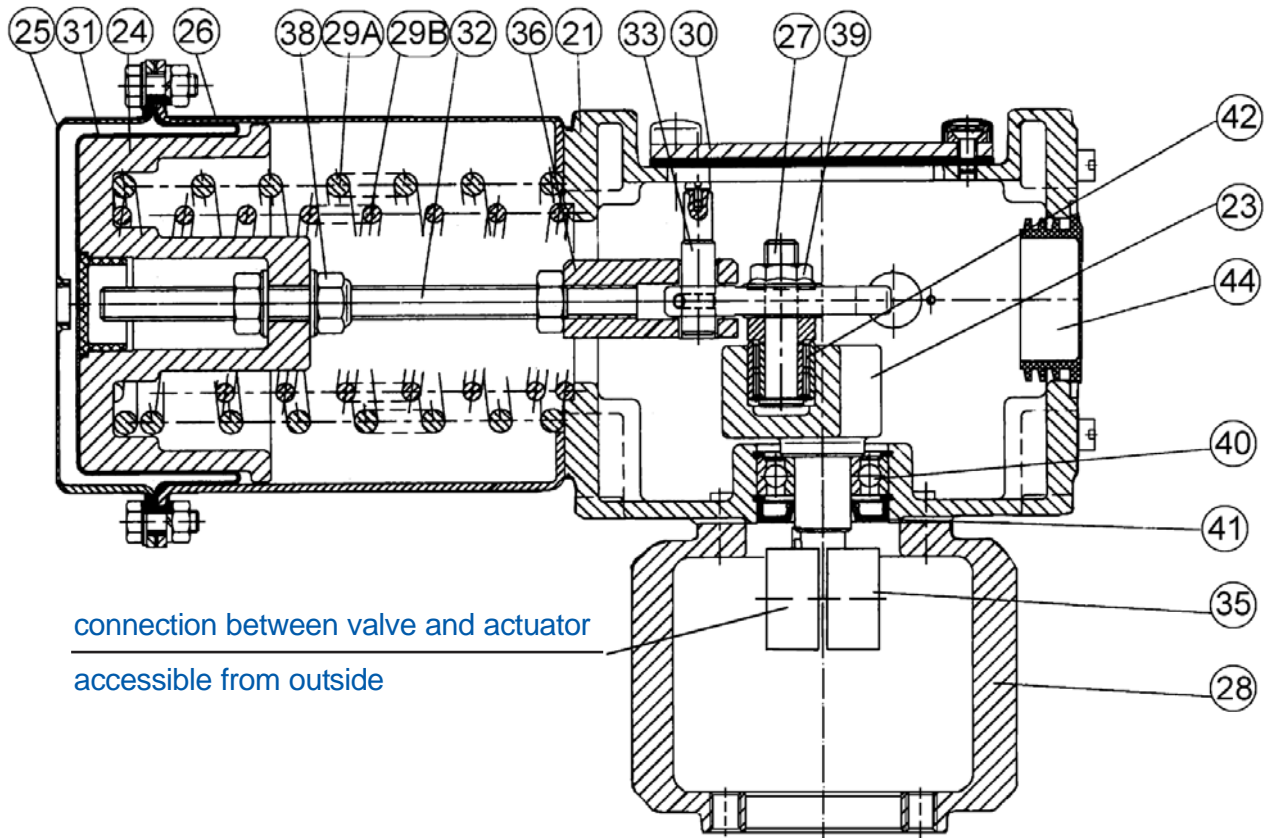 25 31 24 26 38 29A 29B 32 36 21 33 30 27 39
42
23
44
40
41
35
28
connection between valve and actuator
accessible from outside